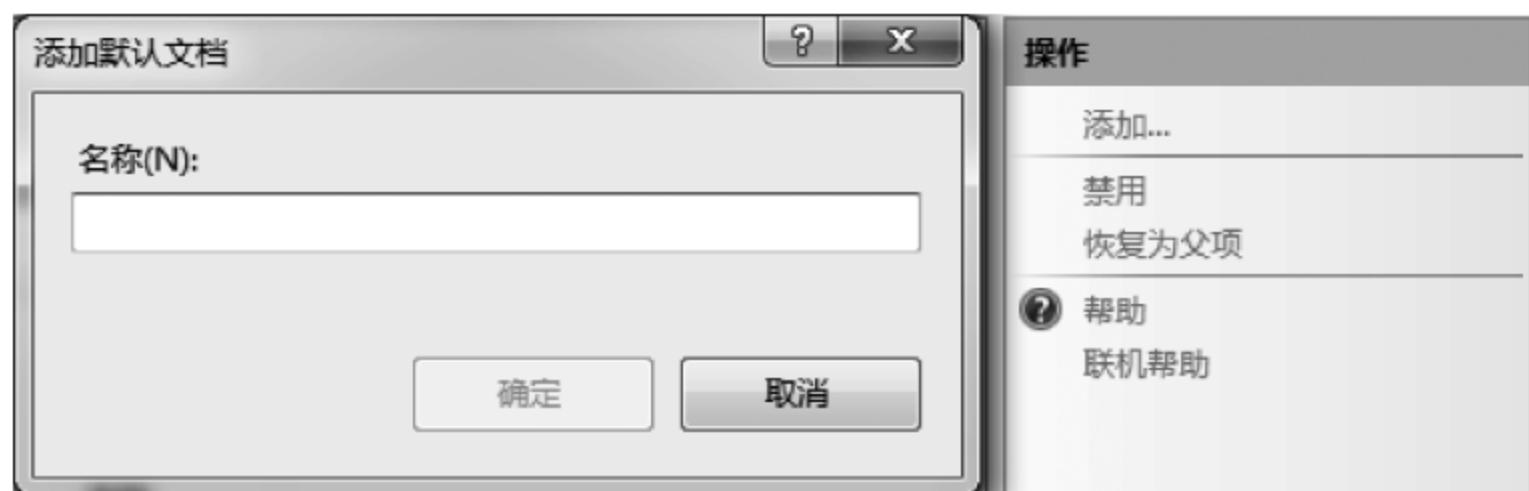 添加默认文档
名称(N):
确定
取消
操作
添加...
禁用
恢复为父项
帮助
联机帮助